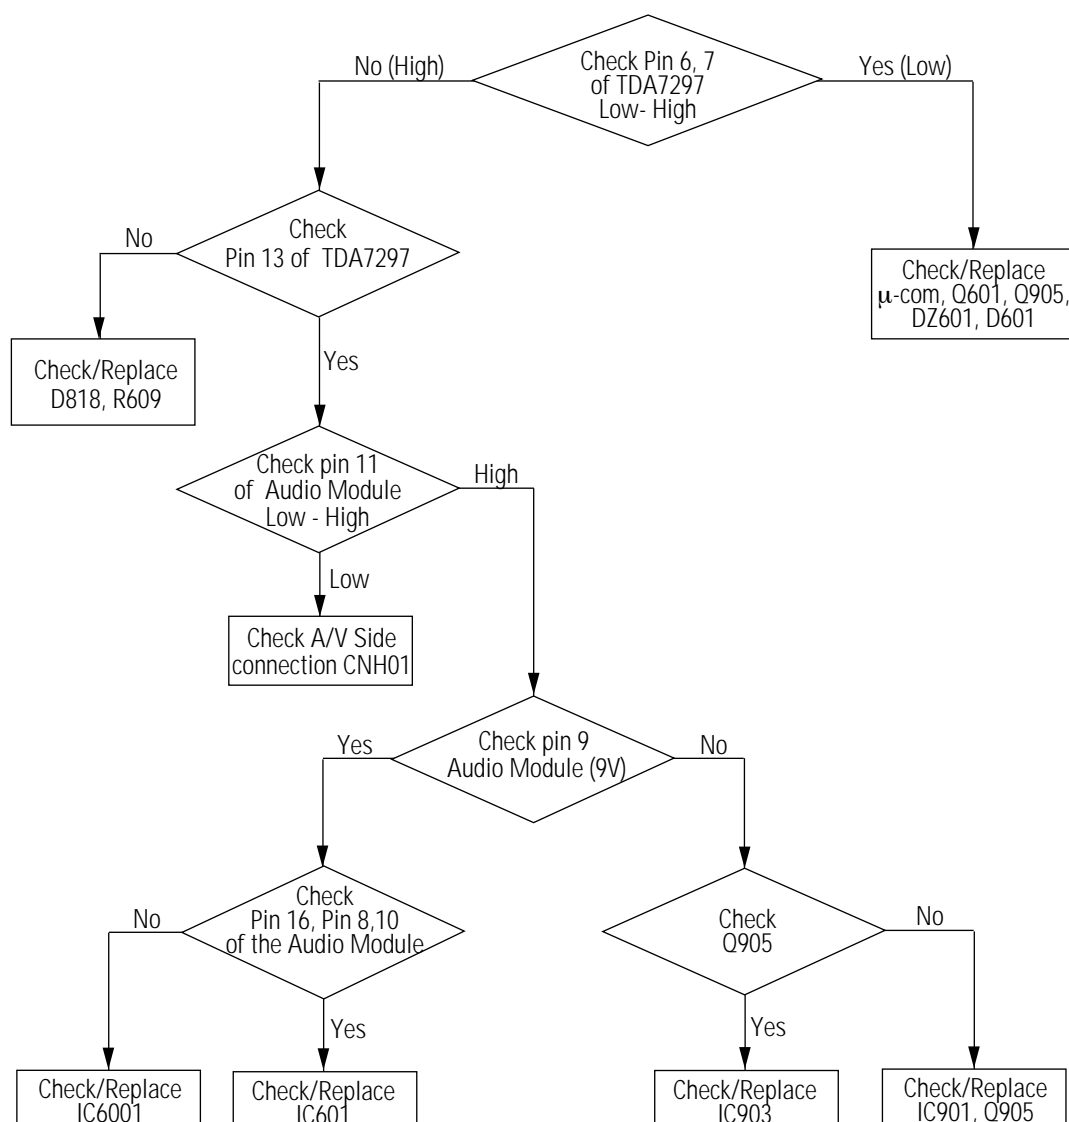 No (High)
Check Pin 6, 7
of TDA7297
Low- High
Yes (Low)
Check
Pin 13 of TDA7297
No
Check/Replace
μ-com, Q601, Q905,
DZ601, D601
Check/Replace
D818, R609
Yes
Check pin 11
of Audio Module
Low - High
High
Low
Check A/V Side
connection CNH01
Yes
Check pin 9
Audio Module (9V)
No
Check
Pin 16, Pin 8,10
of the Audio Module
No
Check
Q905
No
Yes
Yes
Check/Replace
IC6001
Check/Replace
IC601
Check/Replace
IC903
Check/Replace
IC901, Q905